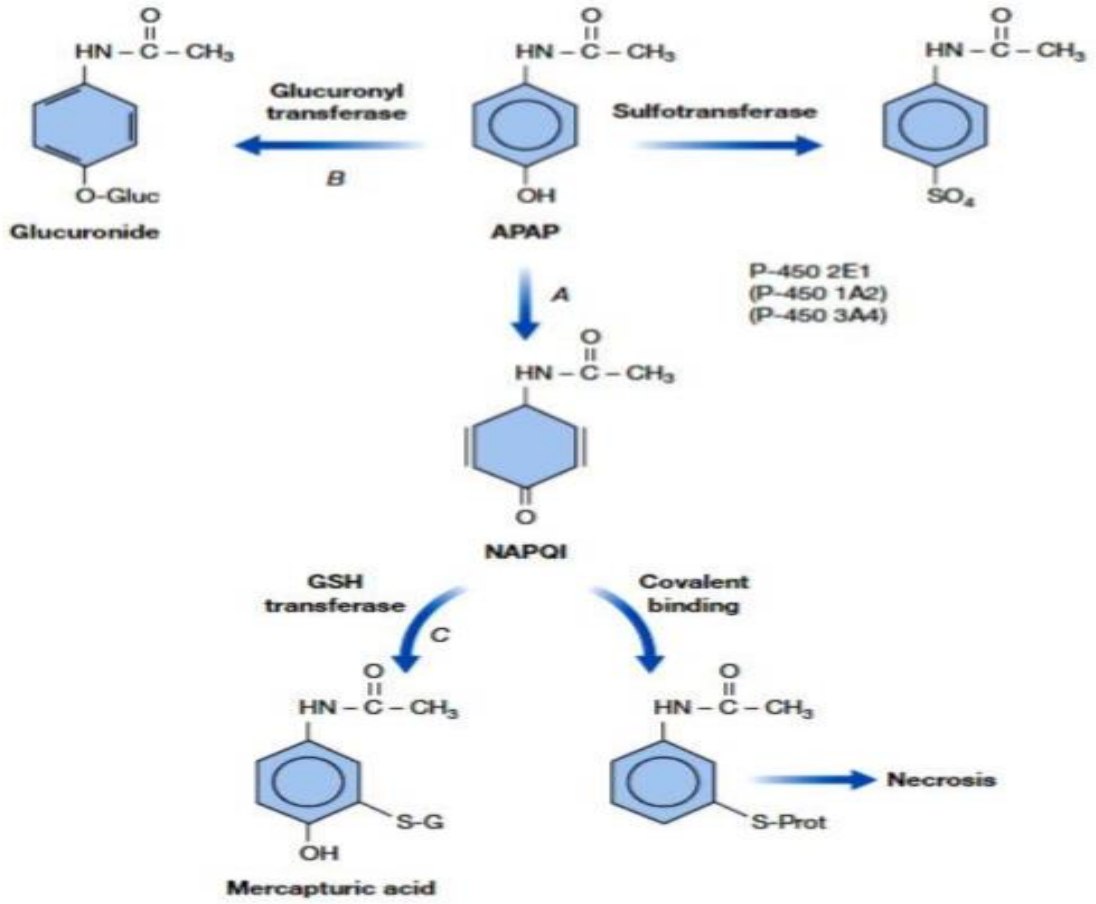 O
HN – C – CH₃
O
HN – C – CH₃
O
HN – C – CH₃
Glucuronyl
transferase
Sulfotransferase
B
O-Gluc
OH
SO₄
Glucuronide
APAP
A
P-450 2E1
(P-450 1A2)
(P-450 3A4)
O
HN – C – CH₃
O
NAPQI
GSH
transferase
C
Covalent
binding
O
HN – C – CH₃
S-G
OH
Mercapturic acid
O
HN – C – CH₃
S-Prot
Necrosis